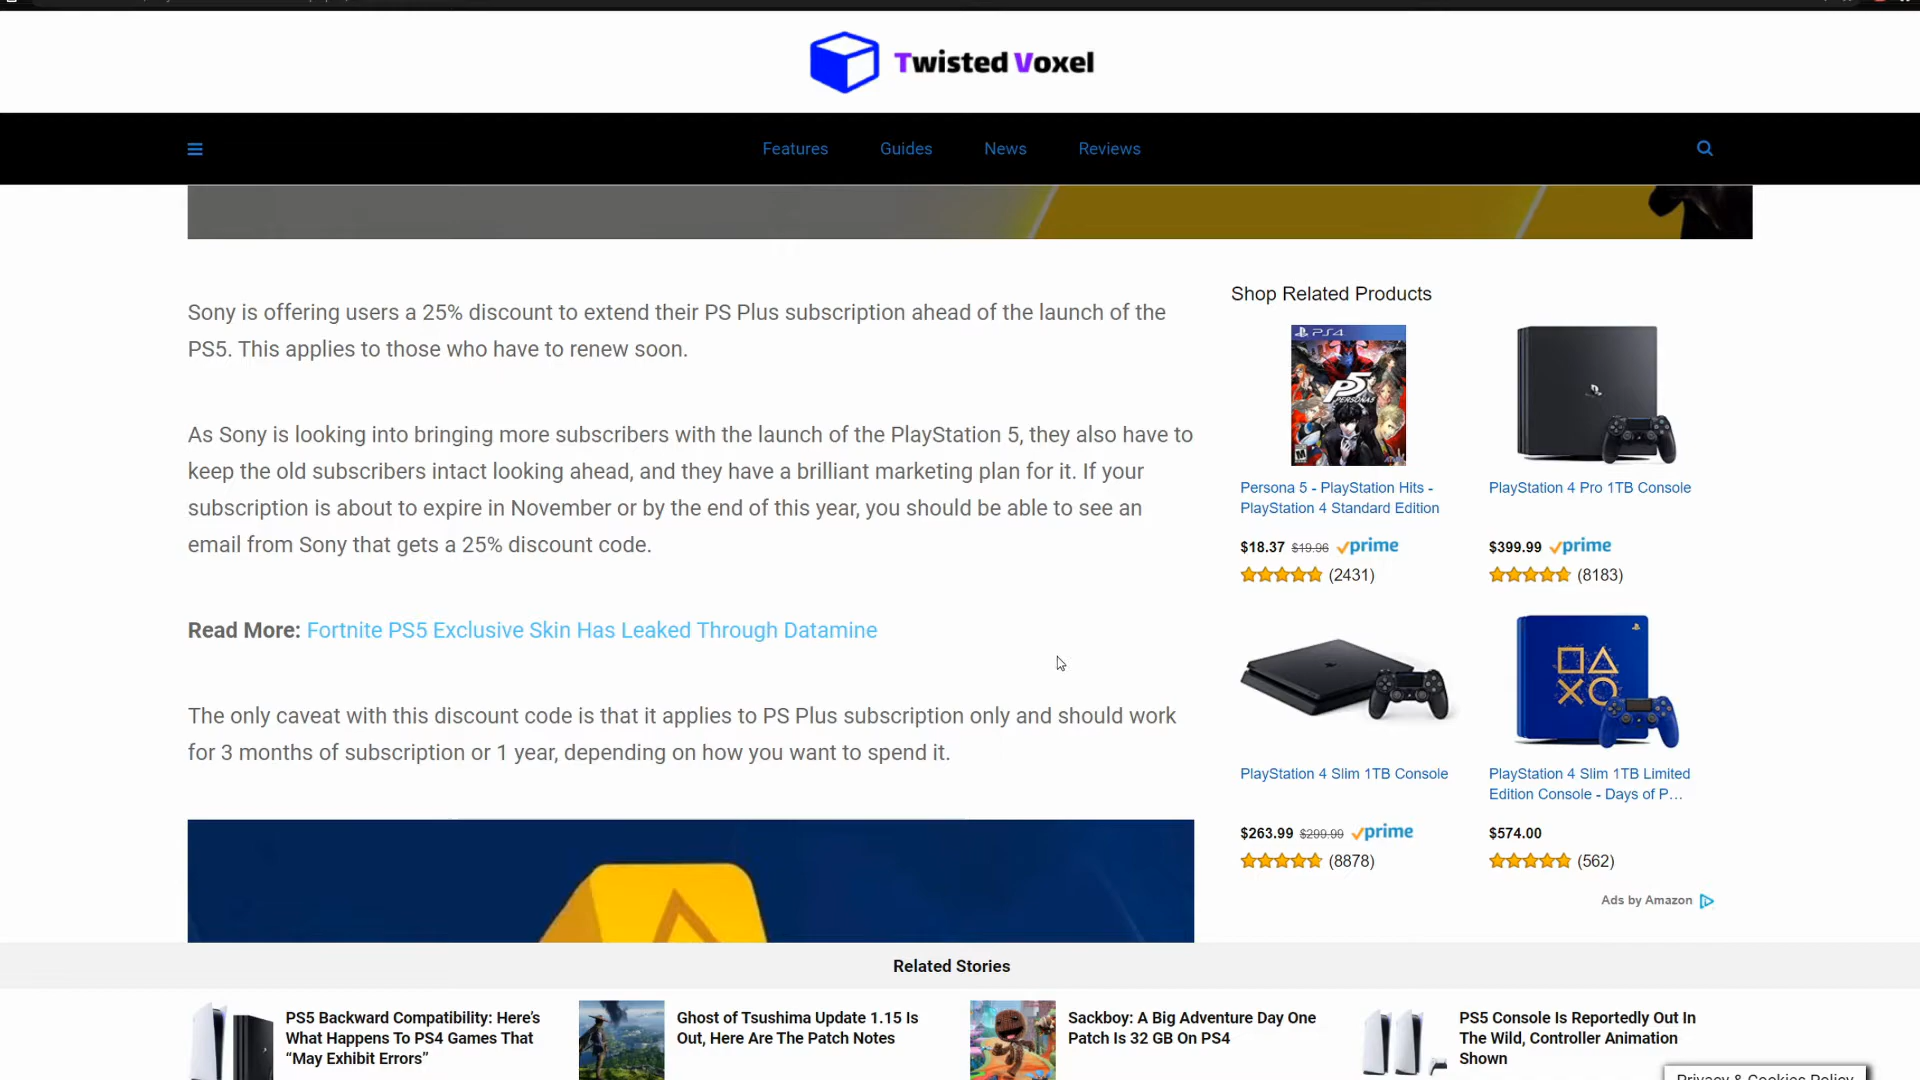 Twisted Voxel
Features Guides News Reviews
Sony is offering users a 25% discount to extend their PS Plus subscription ahead of the launch of the
PS5. This applies to those who have to renew soon.
As Sony is looking into bringing more subscribers with the launch of the PlayStation 5, they also have to
keep the old subscribers intact looking ahead, and they have a brilliant marketing plan for it. If your
subscription is about to expire in November or by the end of this year, you should be able to see an
email from Sony that gets a 25% discount code.
Read More: Fortnite PS5 Exclusive Skin Has Leaked Through Datamine
The only caveat with this discount code is that it applies to PS Plus subscription only and should work
for 3 months of subscription or 1 year, depending on how you want to spend it.
Shop Related Products
PS4
P5
PERSONA5
Persona 5 - PlayStation Hits -
PlayStation 4 Standard Edition
$18.37 $19.96 prime
(2431)
PlayStation 4 Pro 1TB Console
$399.99 prime
(8183)
PlayStation 4 Slim 1TB Console
$263.99 $299.99 prime
(8878)
PlayStation 4 Slim 1TB Limited
Edition Console - Days of P...
$574.00
(562)
Ads by Amazon
Related Stories
PS5 Backward Compatibility: Here's
What Happens To PS4 Games That
“May Exhibit Errors”
Ghost of Tsushima Update 1.15 Is
Out, Here Are The Patch Notes
Sackboy: A Big Adventure Day One
Patch Is 32 GB On PS4
PS5 Console Is Reportedly Out In
The Wild, Controller Animation
Shown
Privacy & Cookies Policy